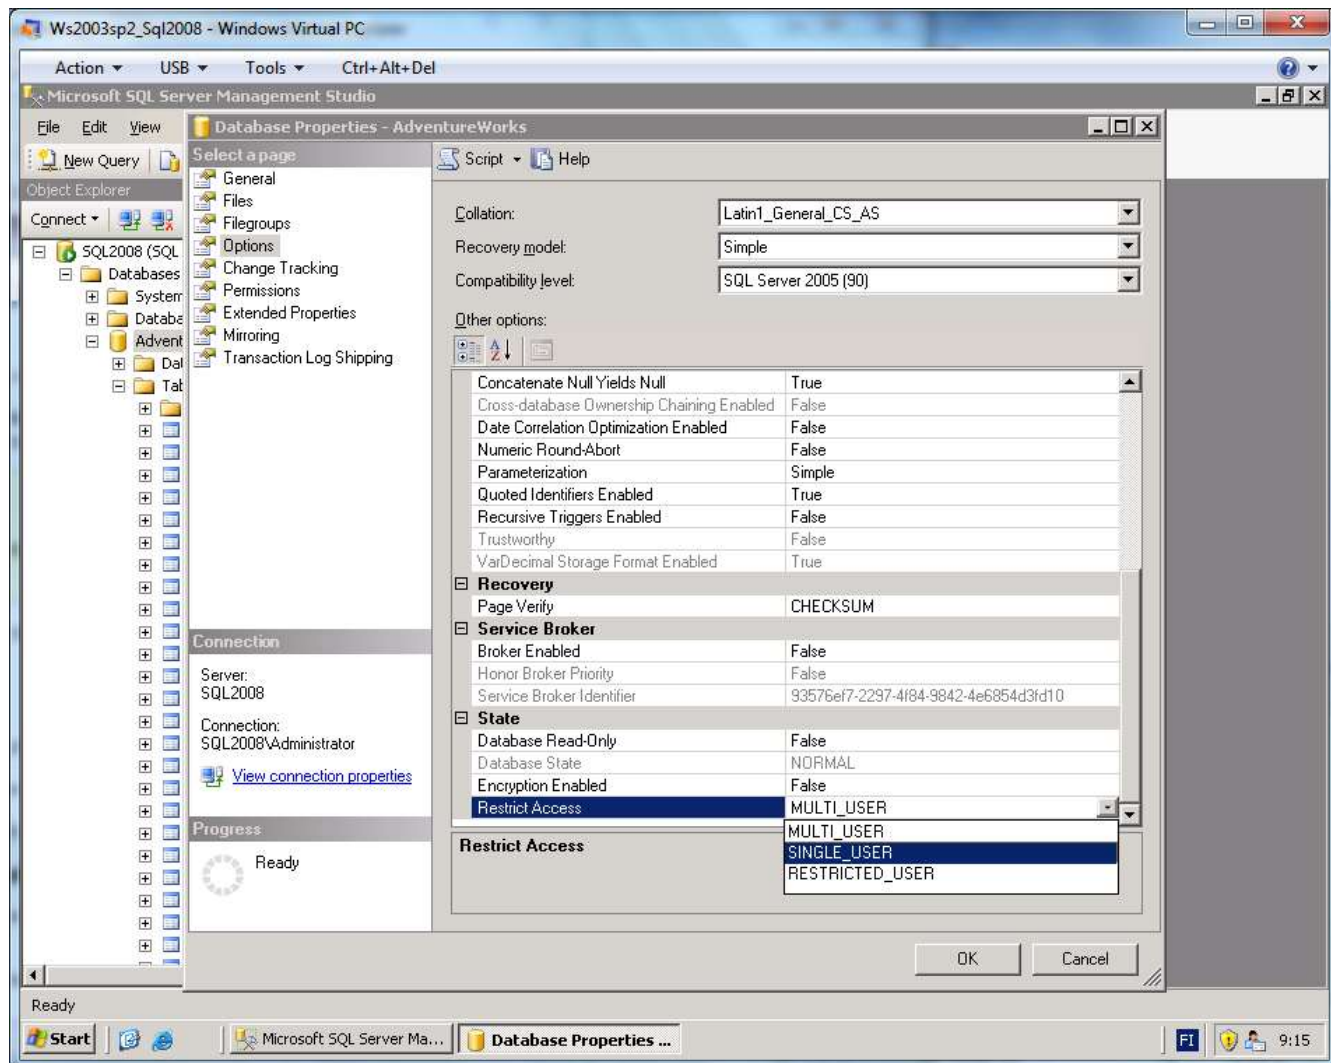 Ws2003sp2_Sql2008 - Windows Virtual PC
Action USB Tools Ctrl+Alt+Del
Microsoft SQL Server Management Studio
File Edit View
New Query
Object Explorer
Connect
SQL2008 (SQL
Databases
System
Databa
Advent
Dat
Tab
Database Properties - AdventureWorks
Select a page
General
Files
Filegroups
Options
Change Tracking
Permissions
Extended Properties
Mirroring
Transaction Log Shipping
Connection
Server:
SQL2008
Connection:
SQL2008\Administrator
View connection properties
Progress
Ready
Script Help
Collation: Latin1_General_CS_AS
Recovery model: Simple
Compatibility level: SQL Server 2005 (90)
Other options:
Concatenate Null Yields Null True
Cross-database Ownership Chaining Enabled False
Date Correlation Optimization Enabled False
Numeric Round-Abort False
Parameterization Simple
Quoted Identifiers Enabled True
Recursive Triggers Enabled False
Trustworthy False
VarDecimal Storage Format Enabled True
Recovery
Page Verify CHECKSUM
Service Broker
Broker Enabled False
Honor Broker Priority False
Service Broker Identifier 93576ef7-2297-4f84-9842-4e6854d3fd10
State
Database Read-Only False
Database State NORMAL
Encryption Enabled False
Restrict Access MULTI_USER
MULTI_USER
SINGLE_USER
RESTRICTED_USER
Restrict Access
OK Cancel
Ready
Start Microsoft SQL Server Ma... Database Properties ... FI 9:15